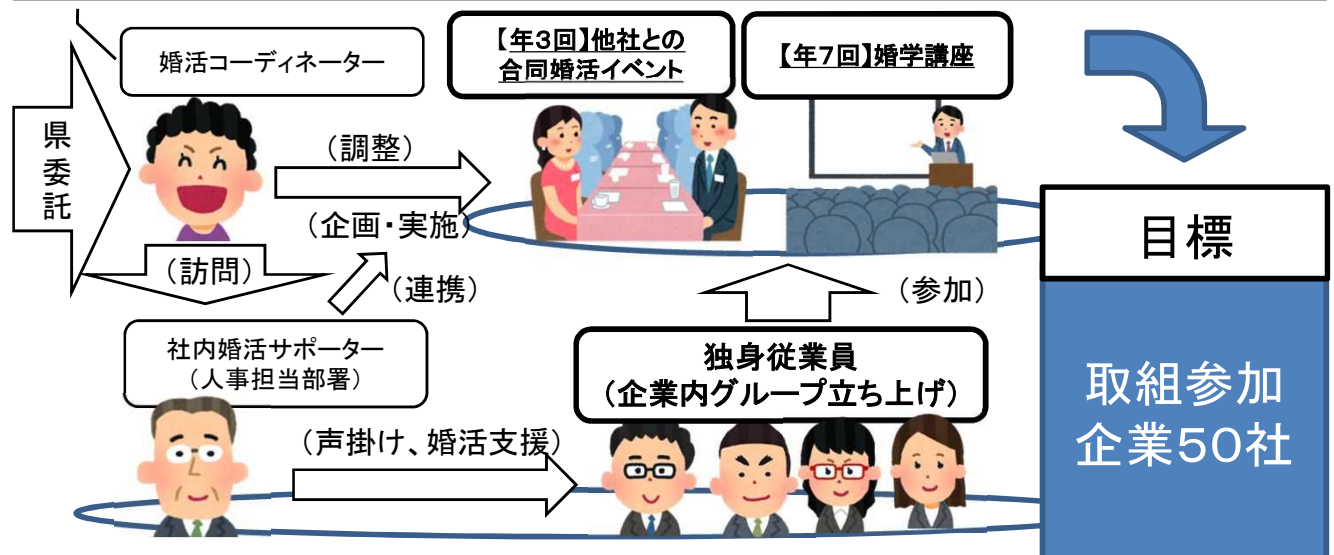 婚活コーディネーター
【年3回】他社との
合同婚活イベント
【年7回】婚学講座
県委託
（調整）
（企画・実施）
（訪問）
（連携）
（参加）
目標
社内婚活サポーター
（人事担当部署）
独身従業員
（企業内グループ立ち上げ）
（声掛け、婚活支援）
取組参加
企業50社